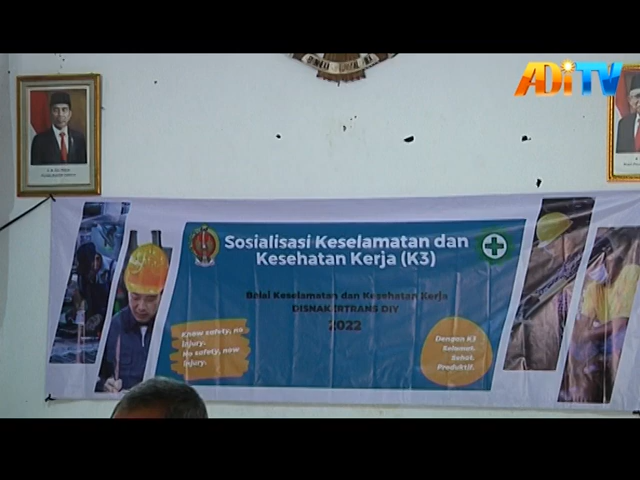 ADiTV
Sosialisasi Keselamatan dan
Kesehatan Kerja (K3)
Balai Keselamatan dan Kesehatan Kerja
DISNAKERTRANS DIY
2022
Know safety, no
injury.
No safety, now
injury.
Dengan K3
Selamat.
Sehat.
Produktif.